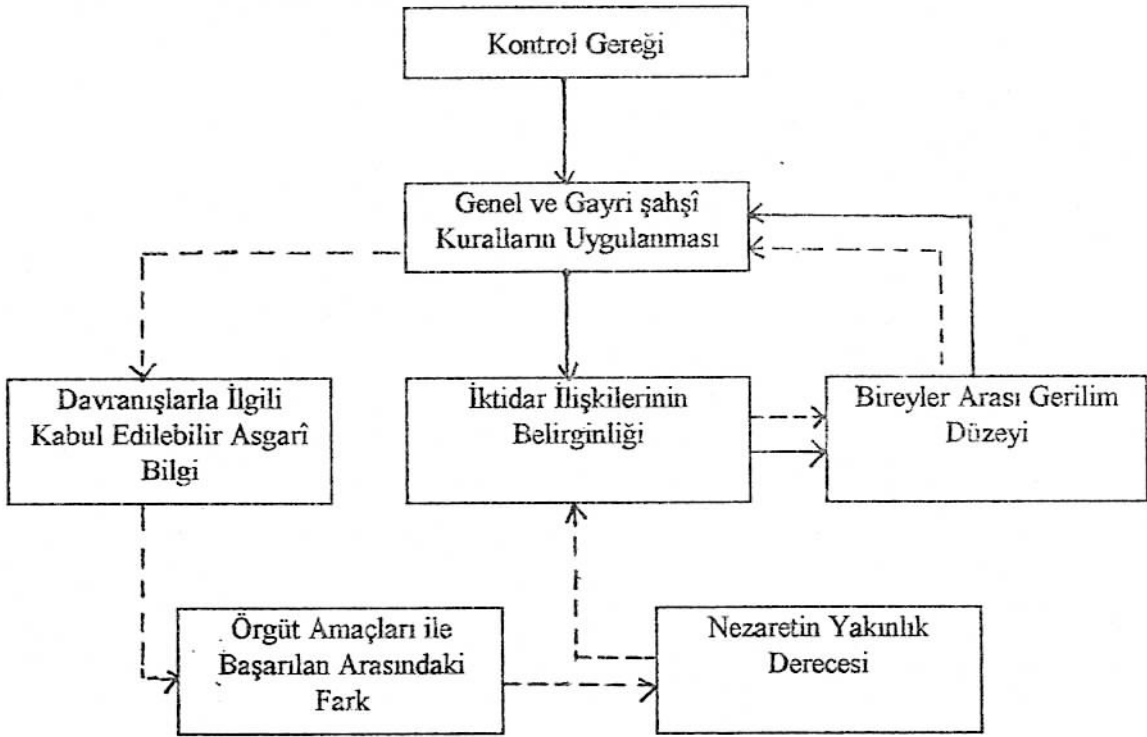 Kontrol Gereği
Genel ve Gayri şahşî
Kuralların Uygulanması
Davranışlarla İlgili
Kabul Edilebilir Asgarî
Bilgi
İktidar İlişkilerinin
Belirginliği
Bireyler Arası Gerilim
Düzeyi
Örgüt Amaçları ile
Başarılan Arasındaki
Fark
Nezaretin Yakınlık
Derecesi